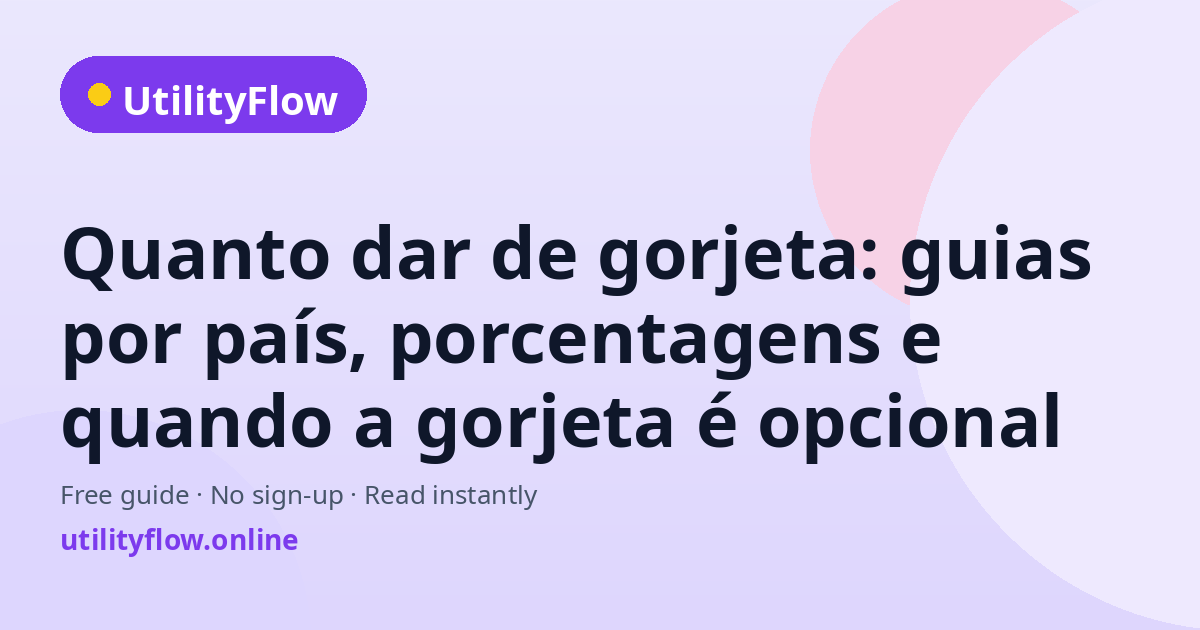 UtilityFlow
Quanto dar de gorjeta: guias
por país, porcentagens e
quando a gorjeta é opcional
Free guide · No sign-up · Read instantly
utilityflow.online